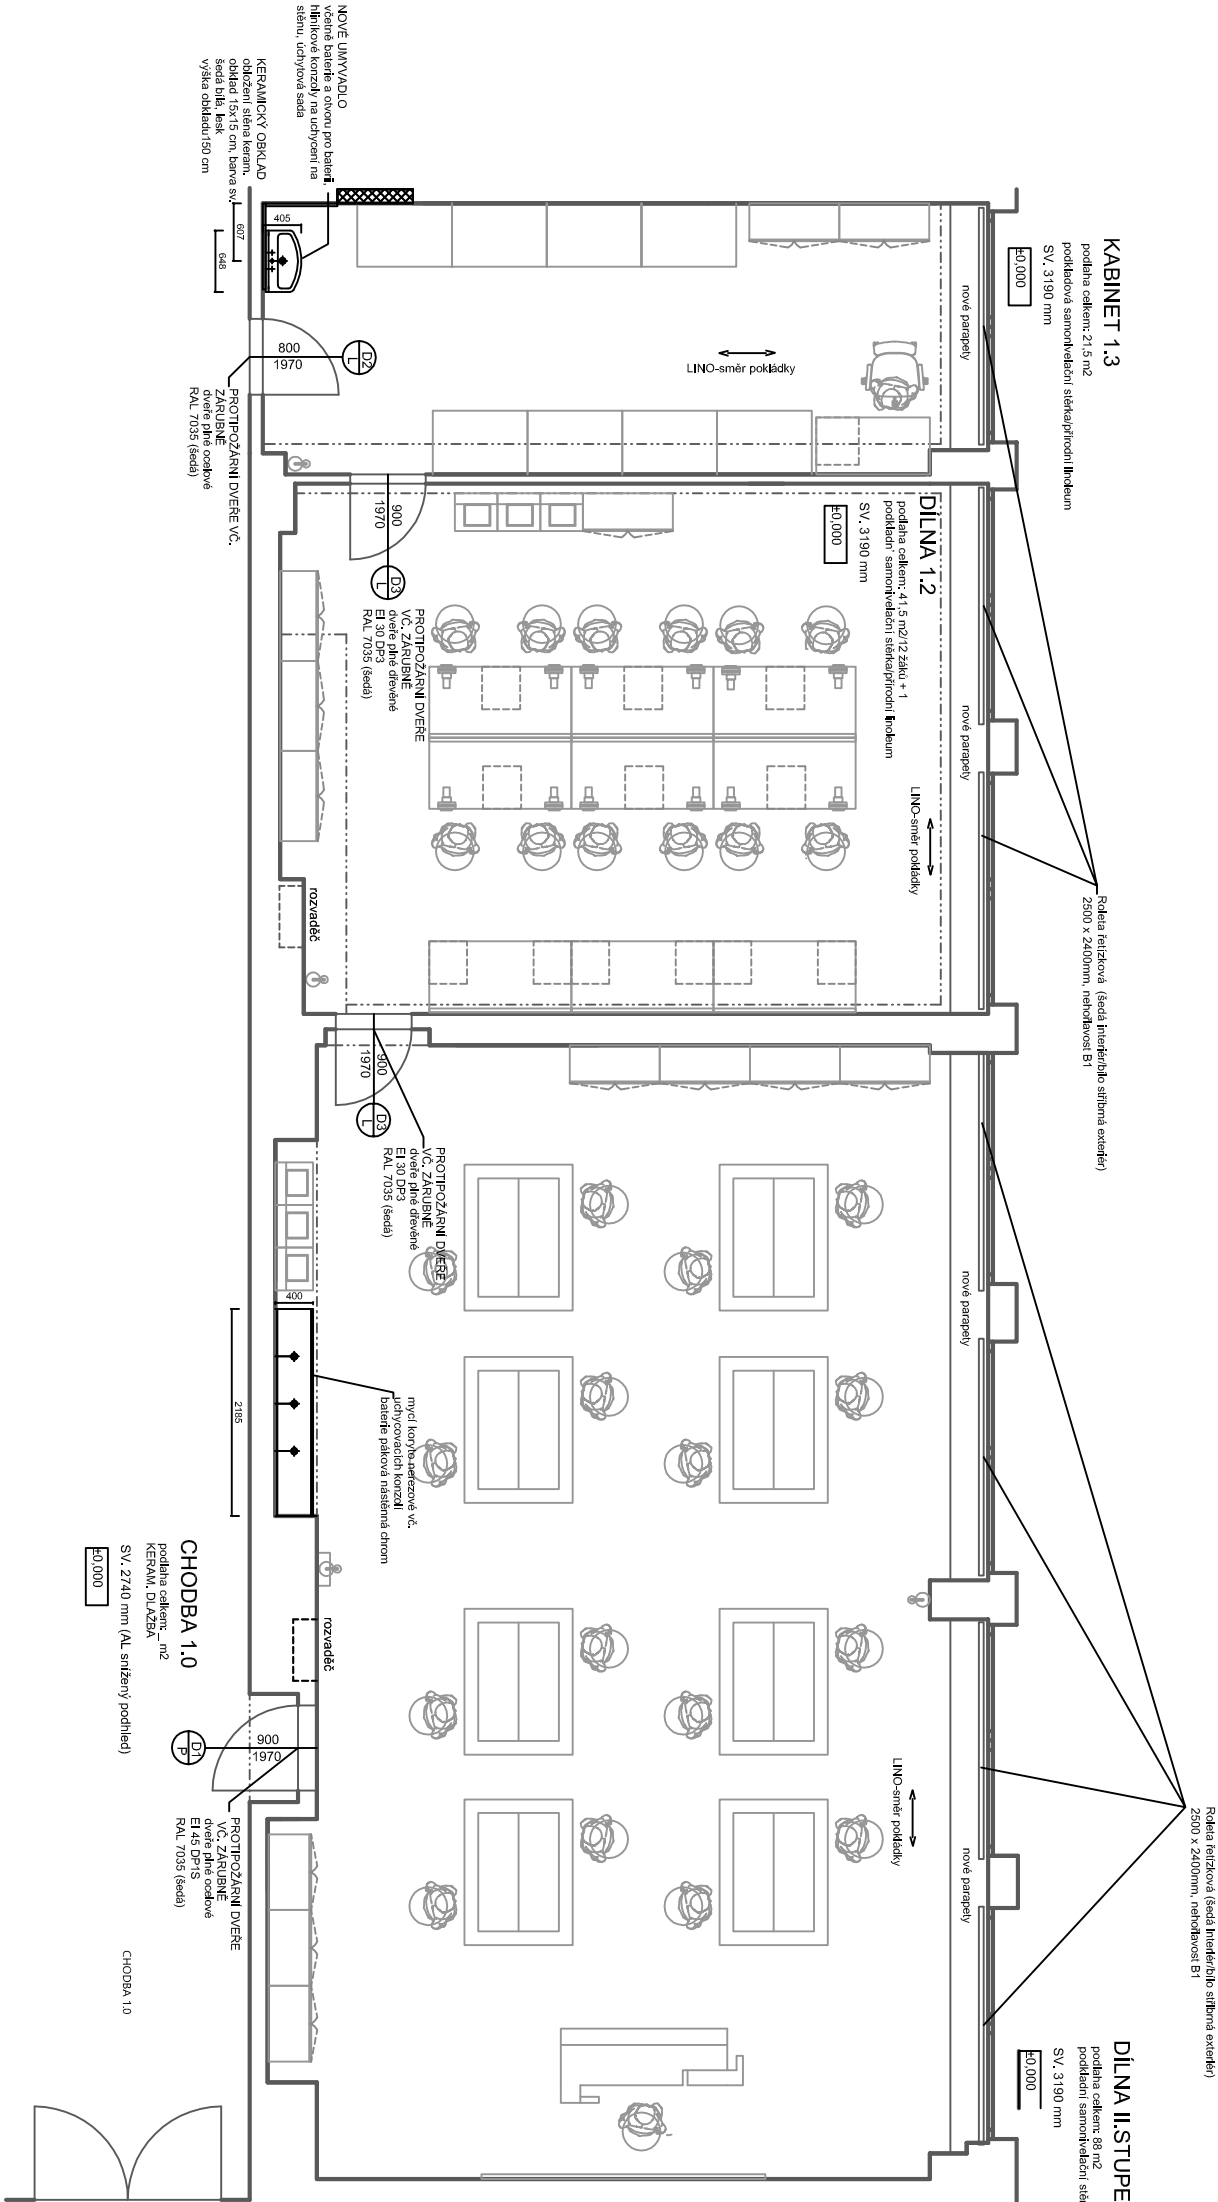 KABINET 1.3
podlaha celkem: 21,5 m2
podkladová samonivelační stěrka/přírodní linoleum
SV. 3190 mm
±0,000
nové parapety
LINO-směr pokládky
NOVÉ UMYVADLO
včetně baterie a otvoru pro baterii,
hliníkové konzoly na uchycení na
stěnu, úchytová sada
KERAMICKÝ OBKLAD
obložení stěna keram.
obklad 15x15 cm, barva sv.
šedá bílá, lesk
výška obkladu150 cm
405
607
648
800
1970
D2
L
PROTIPOŽÁRNÍ DVEŘE VČ.
ZÁRUBNĚ
dveře plné ocelové
RAL 7035 (šedá)
DÍLNA 1.2
podlaha celkem: 41,5 m2/12 žáků + 1
podkladn' samonivelační stěrka/přírodní linoleum
SV. 3190 mm
±0,000
nové parapety
LINO-směr pokládky
900
1970
D3
L
PROTIPOŽÁRNÍ DVEŘE
VČ. ZÁRUBNĚ
dveře plné dřevěné
EI 30 DP3
RAL 7035 (šedá)
rozvaděč
Roleta řetízková (šedá interiér/bílo stříbrná exteriér)
2500 x 2400mm, nehořlavost B1
900
1970
D3
L
PROTIPOŽÁRNÍ DVEŘE
VČ. ZÁRUBNĚ
dveře plné dřevěné
EI 30 DP3
RAL 7035 (šedá)
nové parapety
400
2185
mycí koryto nerezové vč.
uchycovacích konzolí
baterie páková nástěnná chrom
rozvaděč
CHODBA 1.0
podlaha celkem:_ m2
KERAM. DLAŽBA
SV. 2740 mm (AL snížený podhled)
±0,000
900
1970
D1
P
PROTIPOŽÁRNÍ DVEŘE
VČ. ZÁRUBNĚ
dveře plné ocelové
EI 45 DP1S
RAL 7035 (šedá)
CHODBA 1.0
LINO-směr pokládky
nové parapety
Roleta řetízková (šedá interiér/bílo stříbrná exteriér)
2500 x 2400mm, nehořlavost B1
DÍLNA II.STUPE
podlaha celkem: 88 m2
podkladní samonivelační stě
SV. 3190 mm
±0,000